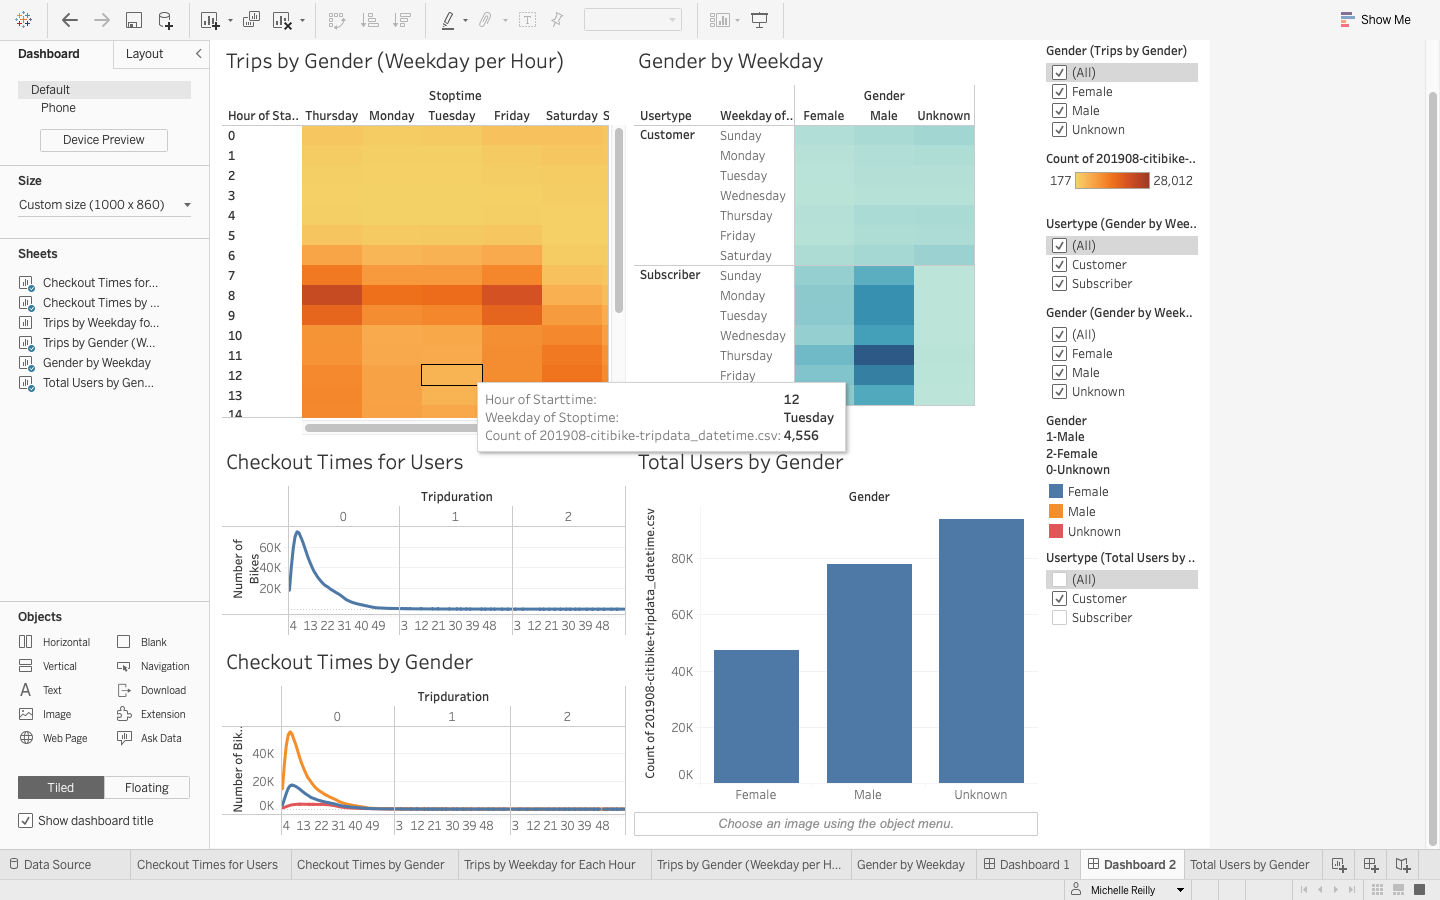 Show Me
Dashboard
Layout
Default
Phone
Device Preview
Size
Custom size (1000 x 860)
Sheets
Checkout Times for...
Checkout Times by ...
Trips by Weekday fo...
Trips by Gender (W...
Gender by Weekday
Total Users by Gen...
Objects
Horizontal
Blank
Vertical
Navigation
Text
Download
Image
Extension
Web Page
Ask Data
Tiled
Floating
Show dashboard title
Trips by Gender (Weekday per Hour)
Stoptime
Hour of Sta.. Thursday Monday Tuesday Friday Saturday S
0
1
2
3
4
5
6
7
8
9
10
11
12
13
14
Gender by Weekday
Gender
Usertype Weekday of.. Female Male Unknown
Customer Sunday
Monday
Tuesday
Wednesday
Thursday
Friday
Saturday
Subscriber Sunday
Monday
Tuesday
Wednesday
Thursday
Friday
Hour of Starttime: 12
Weekday of Stoptime: Tuesday
Count of 201908-citibike-tripdata_datetime.csv: 4,556
Checkout Times for Users
Tripduration
0 1 2
Number of
Bikes
60K
40K
20K
4 13 22 31 40 49 3 12 21 30 39 48 3 12 21 30 39 48
Checkout Times by Gender
Tripduration
0 1 2
Number of Bik..
40K
20K
0K
4 13 22 31 40 49 3 12 21 30 39 48 3 12 21 30 39 48
Total Users by Gender
Gender
Count of 201908-citibike-tripdata_datetime.csv
80K
60K
40K
20K
0K
Female Male Unknown
Choose an image using the object menu.
Gender (Trips by Gender)
(All)
Female
Male
Unknown
Count of 201908-citibike-..
177 28,012
Usertype (Gender by Wee..
(All)
Customer
Subscriber
Gender (Gender by Week..
(All)
Female
Male
Unknown
Gender
1-Male
2-Female
0-Unknown
Female
Male
Unknown
Usertype (Total Users by ..
(All)
Customer
Subscriber
Data Source
Checkout Times for Users
Checkout Times by Gender
Trips by Weekday for Each Hour
Trips by Gender (Weekday per H...
Gender by Weekday
Dashboard 1
Dashboard 2
Total Users by Gender
Michelle Reilly